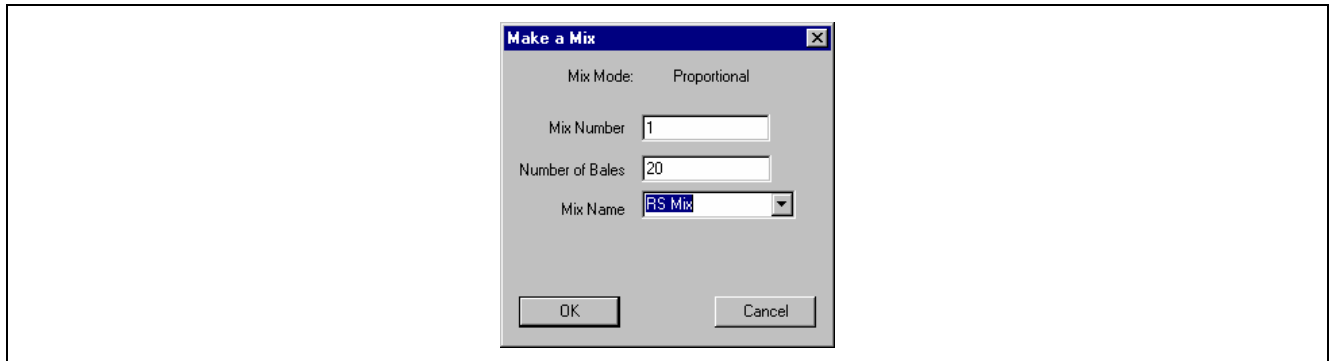 Make a Mix
Mix Mode: Proportional
Mix Number 1
Number of Bales 20
Mix Name RS Mix
OK Cancel